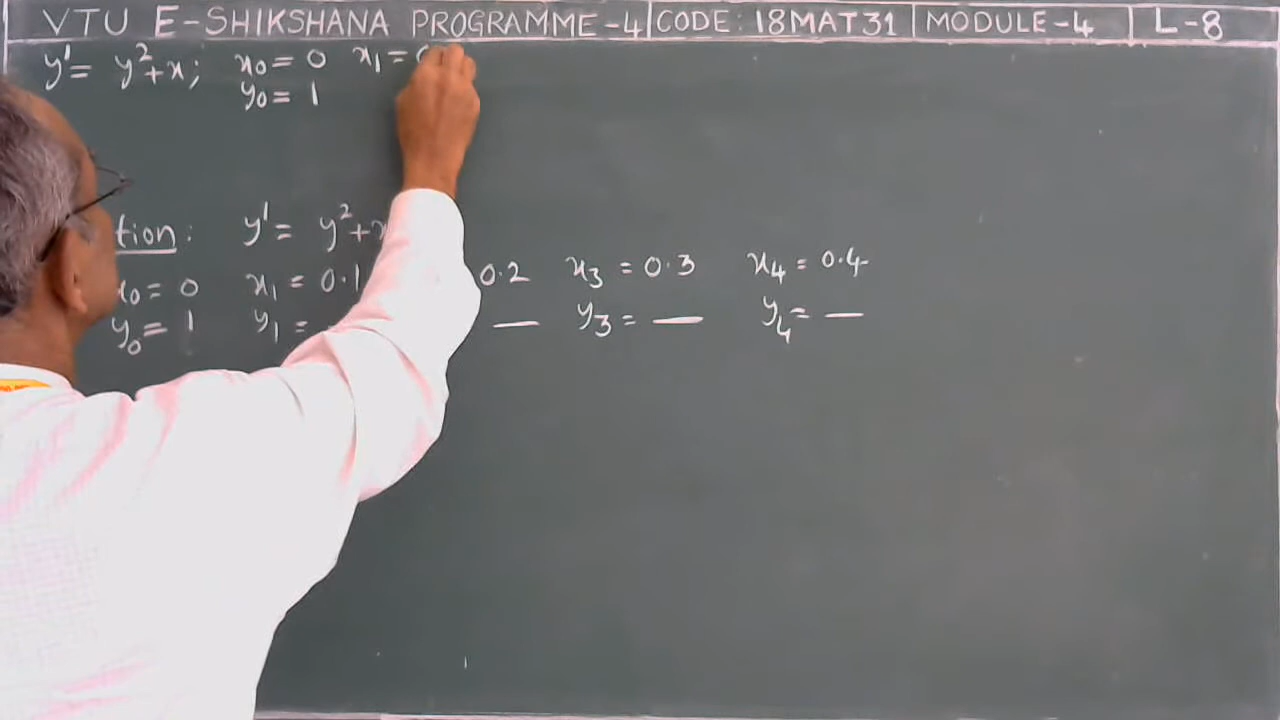 VTU E-SHIKSHANA PROGRAMME-4 CODE: 18MAT31 MODULE-4 L-8
y' = y²+x; x₀ = 0 x₁ =
y₀ = 1
tion: y' = y²+
x₀ = 0 x₁ = 0.1 0.2 x₃ = 0.3 x₄ = 0.4
y₀ = 1 y₁ = — y₃ = — y₄ = —